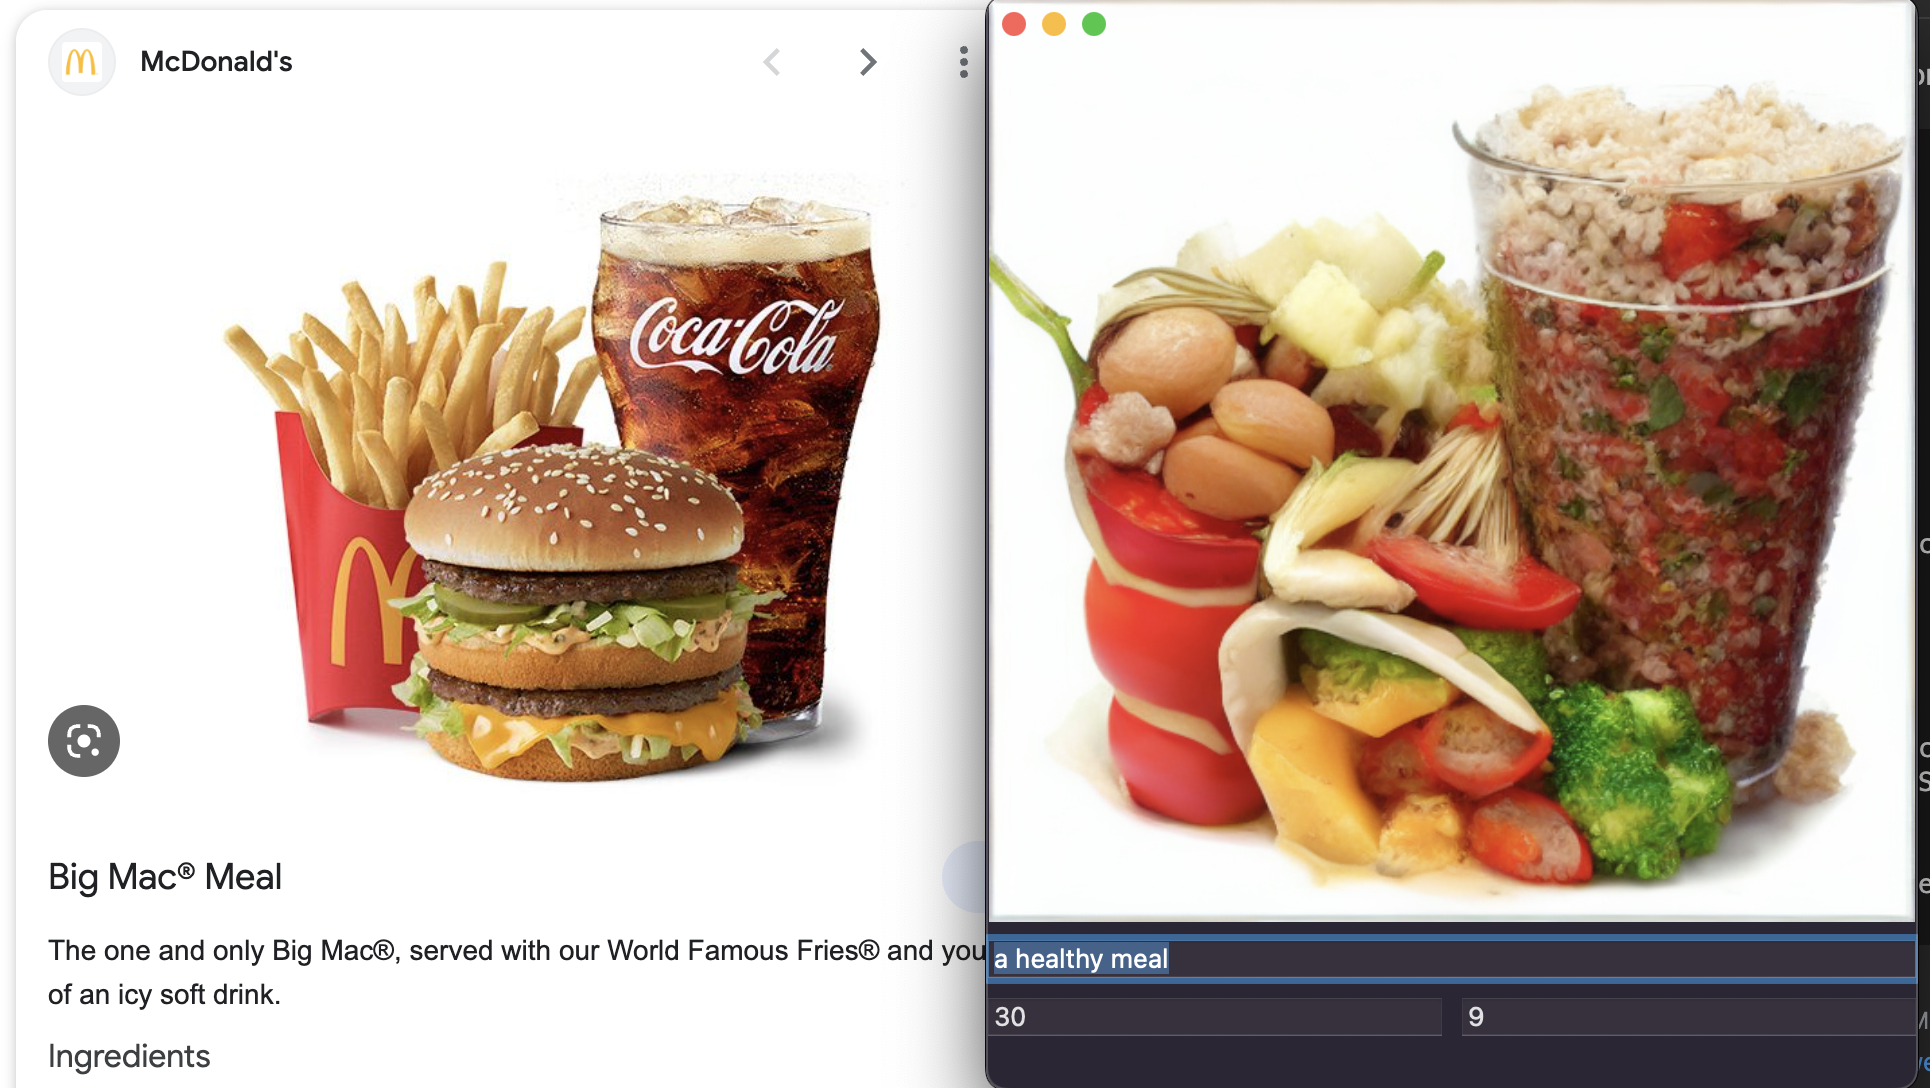 McDonald's
Coca-Cola
Big Mac® Meal
The one and only Big Mac®, served with our World Famous Fries® and you
of an icy soft drink.
Ingredients
a healthy meal
30
9